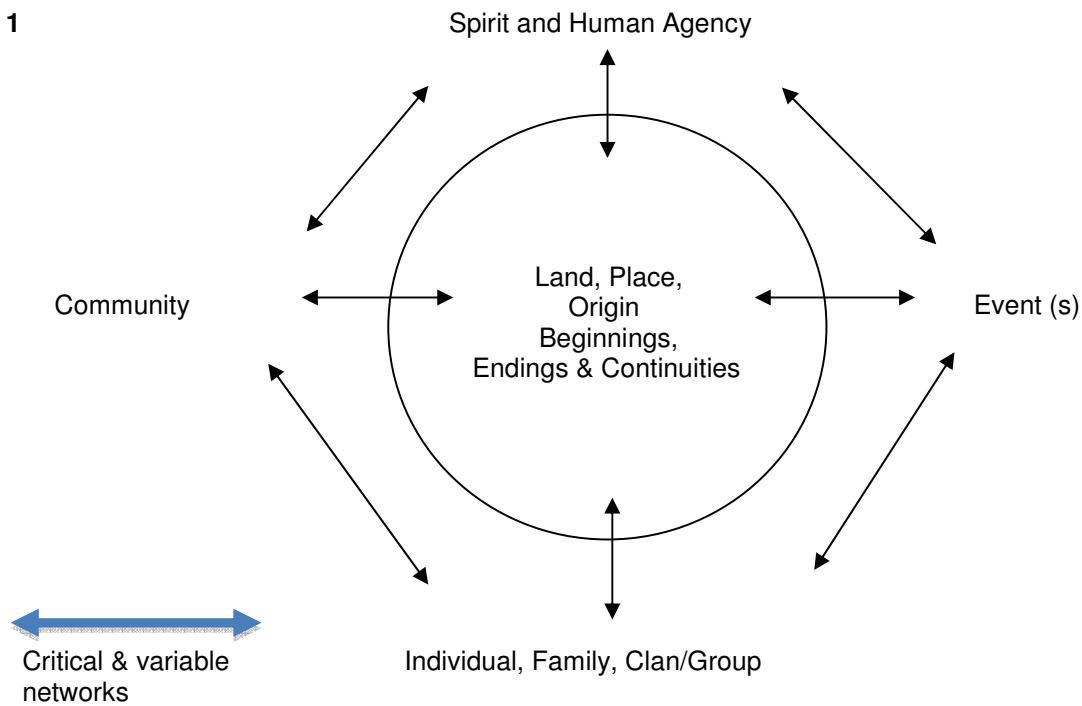 1
Spirit and Human Agency
Community
Land, Place,
Origin
Beginnings,
Endings & Continuities
Event (s)
Critical & variable
networks
Individual, Family, Clan/Group